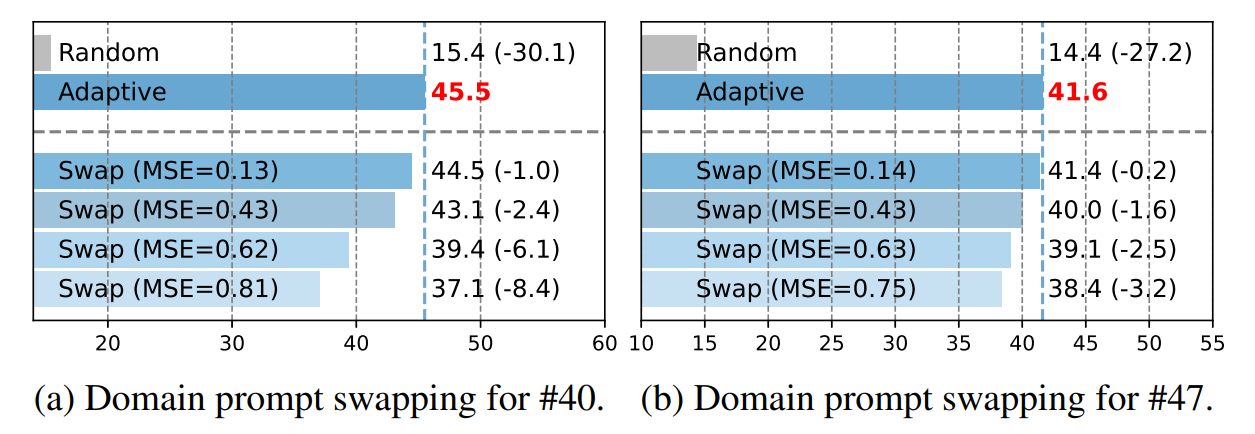 Random 15.4 (-30.1)
Adaptive 45.5
Swap (MSE=0.13) 44.5 (-1.0)
Swap (MSE=0.43) 43.1 (-2.4)
Swap (MSE=0.62) 39.4 (-6.1)
Swap (MSE=0.81) 37.1 (-8.4)
20 30 40 50 60
(a) Domain prompt swapping for #40.
Random 14.4 (-27.2)
Adaptive 41.6
Swap (MSE=0.14) 41.4 (-0.2)
Swap (MSE=0.43) 40.0 (-1.6)
Swap (MSE=0.63) 39.1 (-2.5)
Swap (MSE=0.75) 38.4 (-3.2)
10 15 20 25 30 35 40 45 50 55
(b) Domain prompt swapping for #47.